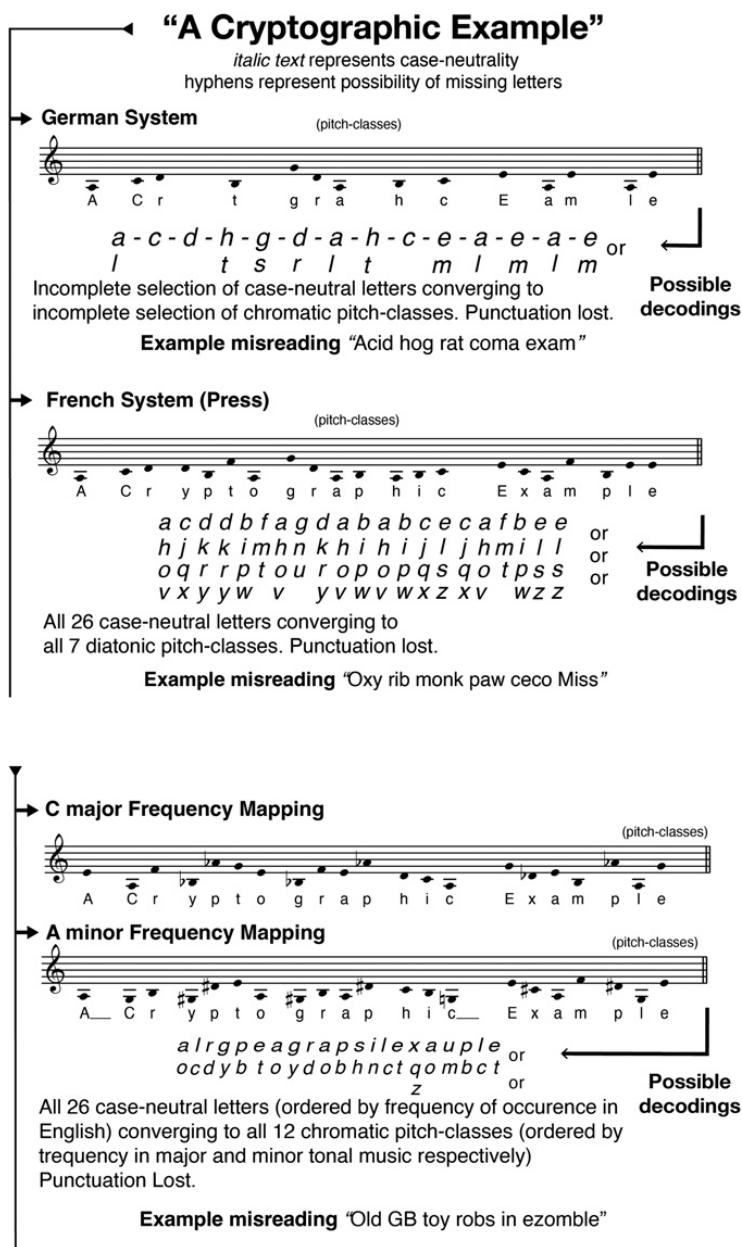 “A Cryptographic Example”
italic text represents case-neutrality
hyphens represent possibility of missing letters
German System
(pitch-classes)
A C r t g r a h c E a m l e
a - c - d - h - g - d - a - h - c - e - a - e - a - e or
l t s r l t m l m l m
Incomplete selection of case-neutral letters converging to
incomplete selection of chromatic pitch-classes. Punctuation lost.
Possible
decodings
Example misreading “Acid hog rat coma exam”
French System (Press)
(pitch-classes)
A C r y p t o g r a p h i c E x a m p l e
a c d d b f a g d a b a b c e c a f b e e or
h j k k i m h n k h i h i j l j h m i l l or
o q r r p t o u r o p o p q s q o t p s s or
v x y y w v y v w v w x z x v w z z
Possible
decodings
All 26 case-neutral letters converging to
all 7 diatonic pitch-classes. Punctuation lost.
Example misreading “Oxy rib monk paw ceco Miss”
C major Frequency Mapping
(pitch-classes)
A C r y p t o g r a p h i c E x a m p l e
A minor Frequency Mapping
(pitch-classes)
A__ C r y p t o g r a p h i c__ E x a m p l e
a l r g p e a g r a p s i l e x a u p l e or
o c d y b t o y d o b h n c t q o m b c t or
z
Possible
decodings
All 26 case-neutral letters (ordered by frequency of occurence in
English) converging to all 12 chromatic pitch-classes (ordered by
trequency in major and minor tonal music respectively)
Punctuation Lost.
Example misreading “Old GB toy robs in ezomble”